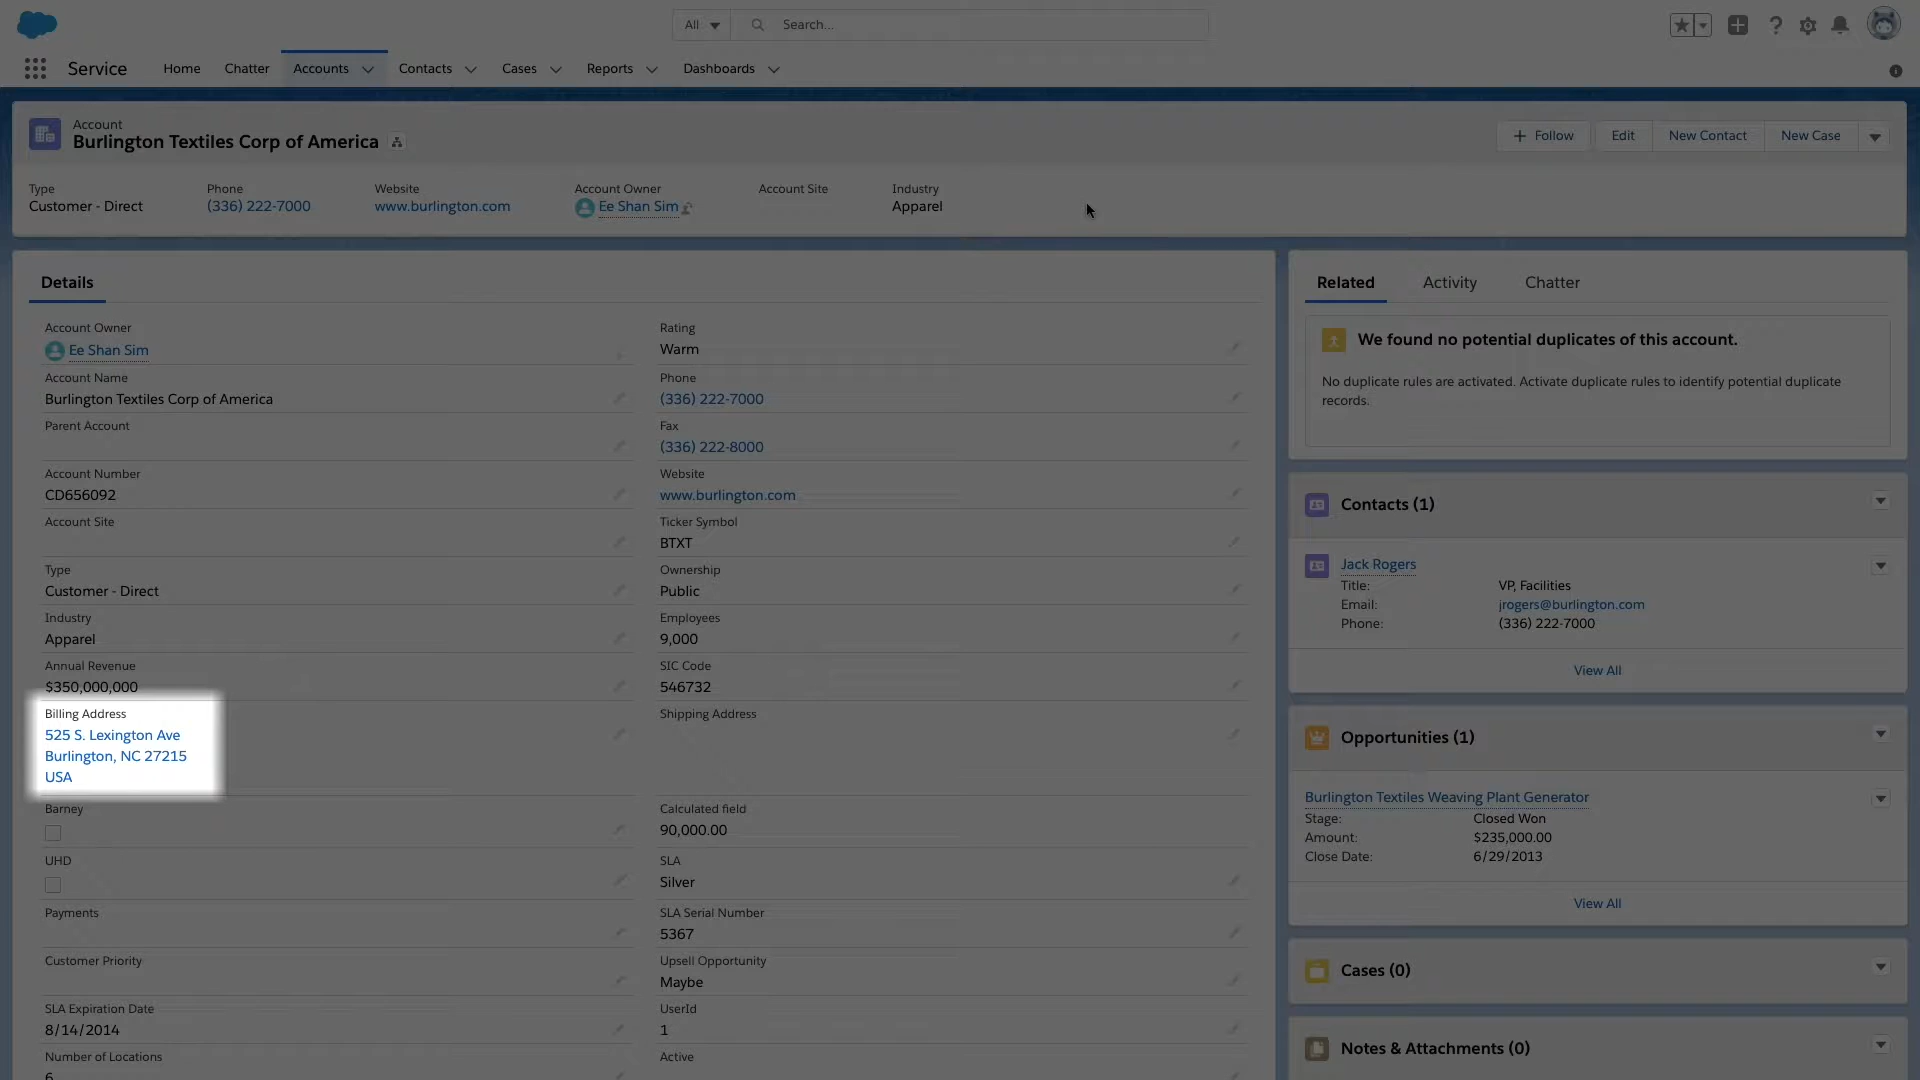 All
Search...
Service
Home
Chatter
Accounts
Contacts
Cases
Reports
Dashboards
Account
Burlington Textiles Corp of America
Follow
Edit
New Contact
New Case
Type
Customer - Direct
Phone
(336) 222-7000
Website
www.burlington.com
Account Owner
Ee Shan Sim
Account Site
Industry
Apparel
Details
Account Owner
Ee Shan Sim
Account Name
Burlington Textiles Corp of America
Parent Account
Account Number
CD656092
Account Site
Type
Customer - Direct
Industry
Apparel
Annual Revenue
$350,000,000
Billing Address
525 S. Lexington Ave
Burlington, NC 27215
USA
Barney
UHD
Payments
Customer Priority
SLA Expiration Date
8/14/2014
Number of Locations
6
Rating
Warm
Phone
(336) 222-7000
Fax
(336) 222-8000
Website
www.burlington.com
Ticker Symbol
BTXT
Ownership
Public
Employees
9,000
SIC Code
546732
Shipping Address
Calculated field
90,000.00
SLA
Silver
SLA Serial Number
5367
Upsell Opportunity
Maybe
UserId
1
Active
Related
Activity
Chatter
We found no potential duplicates of this account.
No duplicate rules are activated. Activate duplicate rules to identify potential duplicate
records.
Contacts (1)
Jack Rogers
Title: VP, Facilities
Email: jrogers@burlington.com
Phone: (336) 222-7000
View All
Opportunities (1)
Burlington Textiles Weaving Plant Generator
Stage: Closed Won
Amount: $235,000.00
Close Date: 6/29/2013
View All
Cases (0)
Notes & Attachments (0)